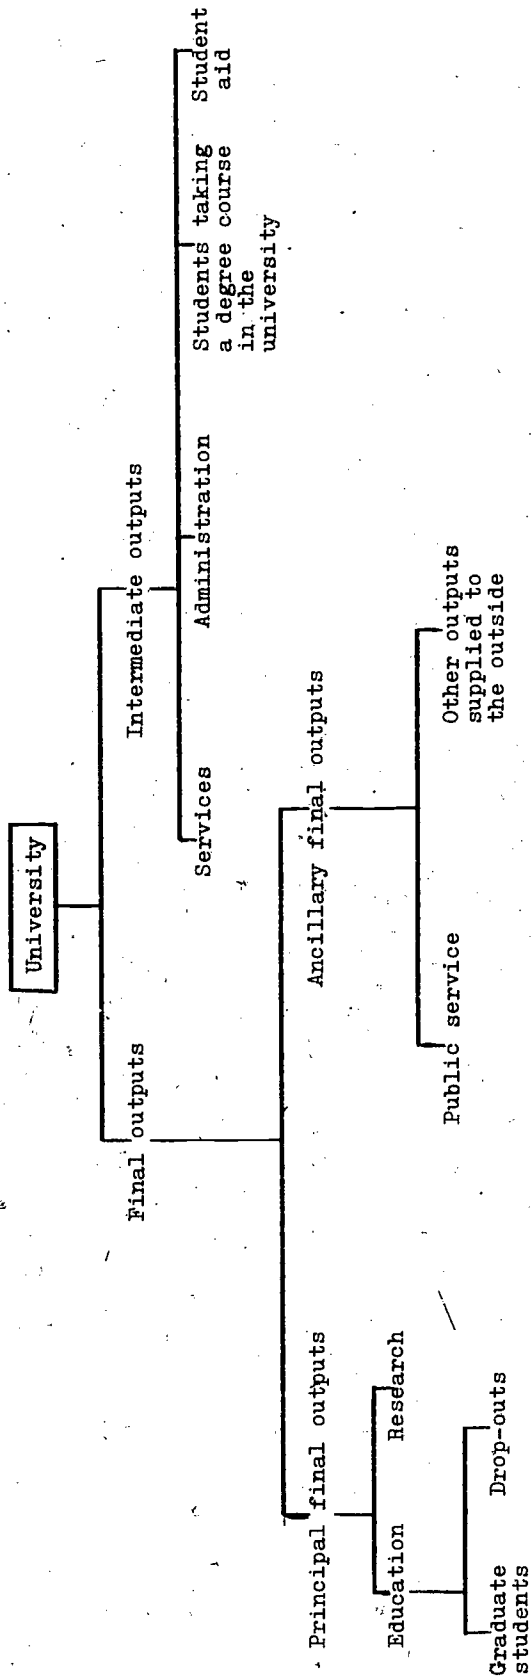 University
Final outputs
Intermediate outputs
Services
Administration
Students taking
a degree course
in the
university
Student
aid
Principal final outputs
Ancillary final outputs
Education
Research
Public service
Other outputs
supplied to
the outside
Graduate
students
Drop-outs